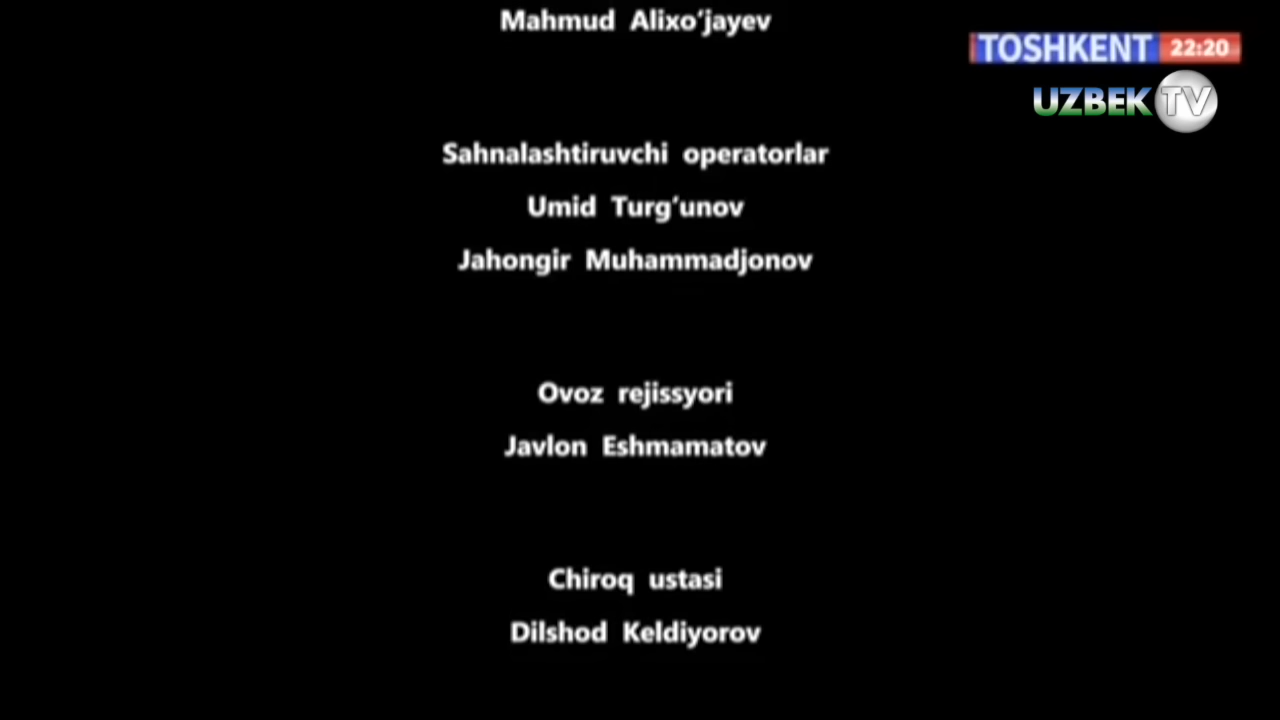 Mahmud Alixo‘jayev
TOSHKENT 22:20
UZBEK TV
Sahnalashtiruvchi operatorlar
Umid Turg‘unov
Jahongir Muhammadjonov
Ovoz rejissyori
Javlon Eshmamatov
Chiroq ustasi
Dilshod Keldiyorov